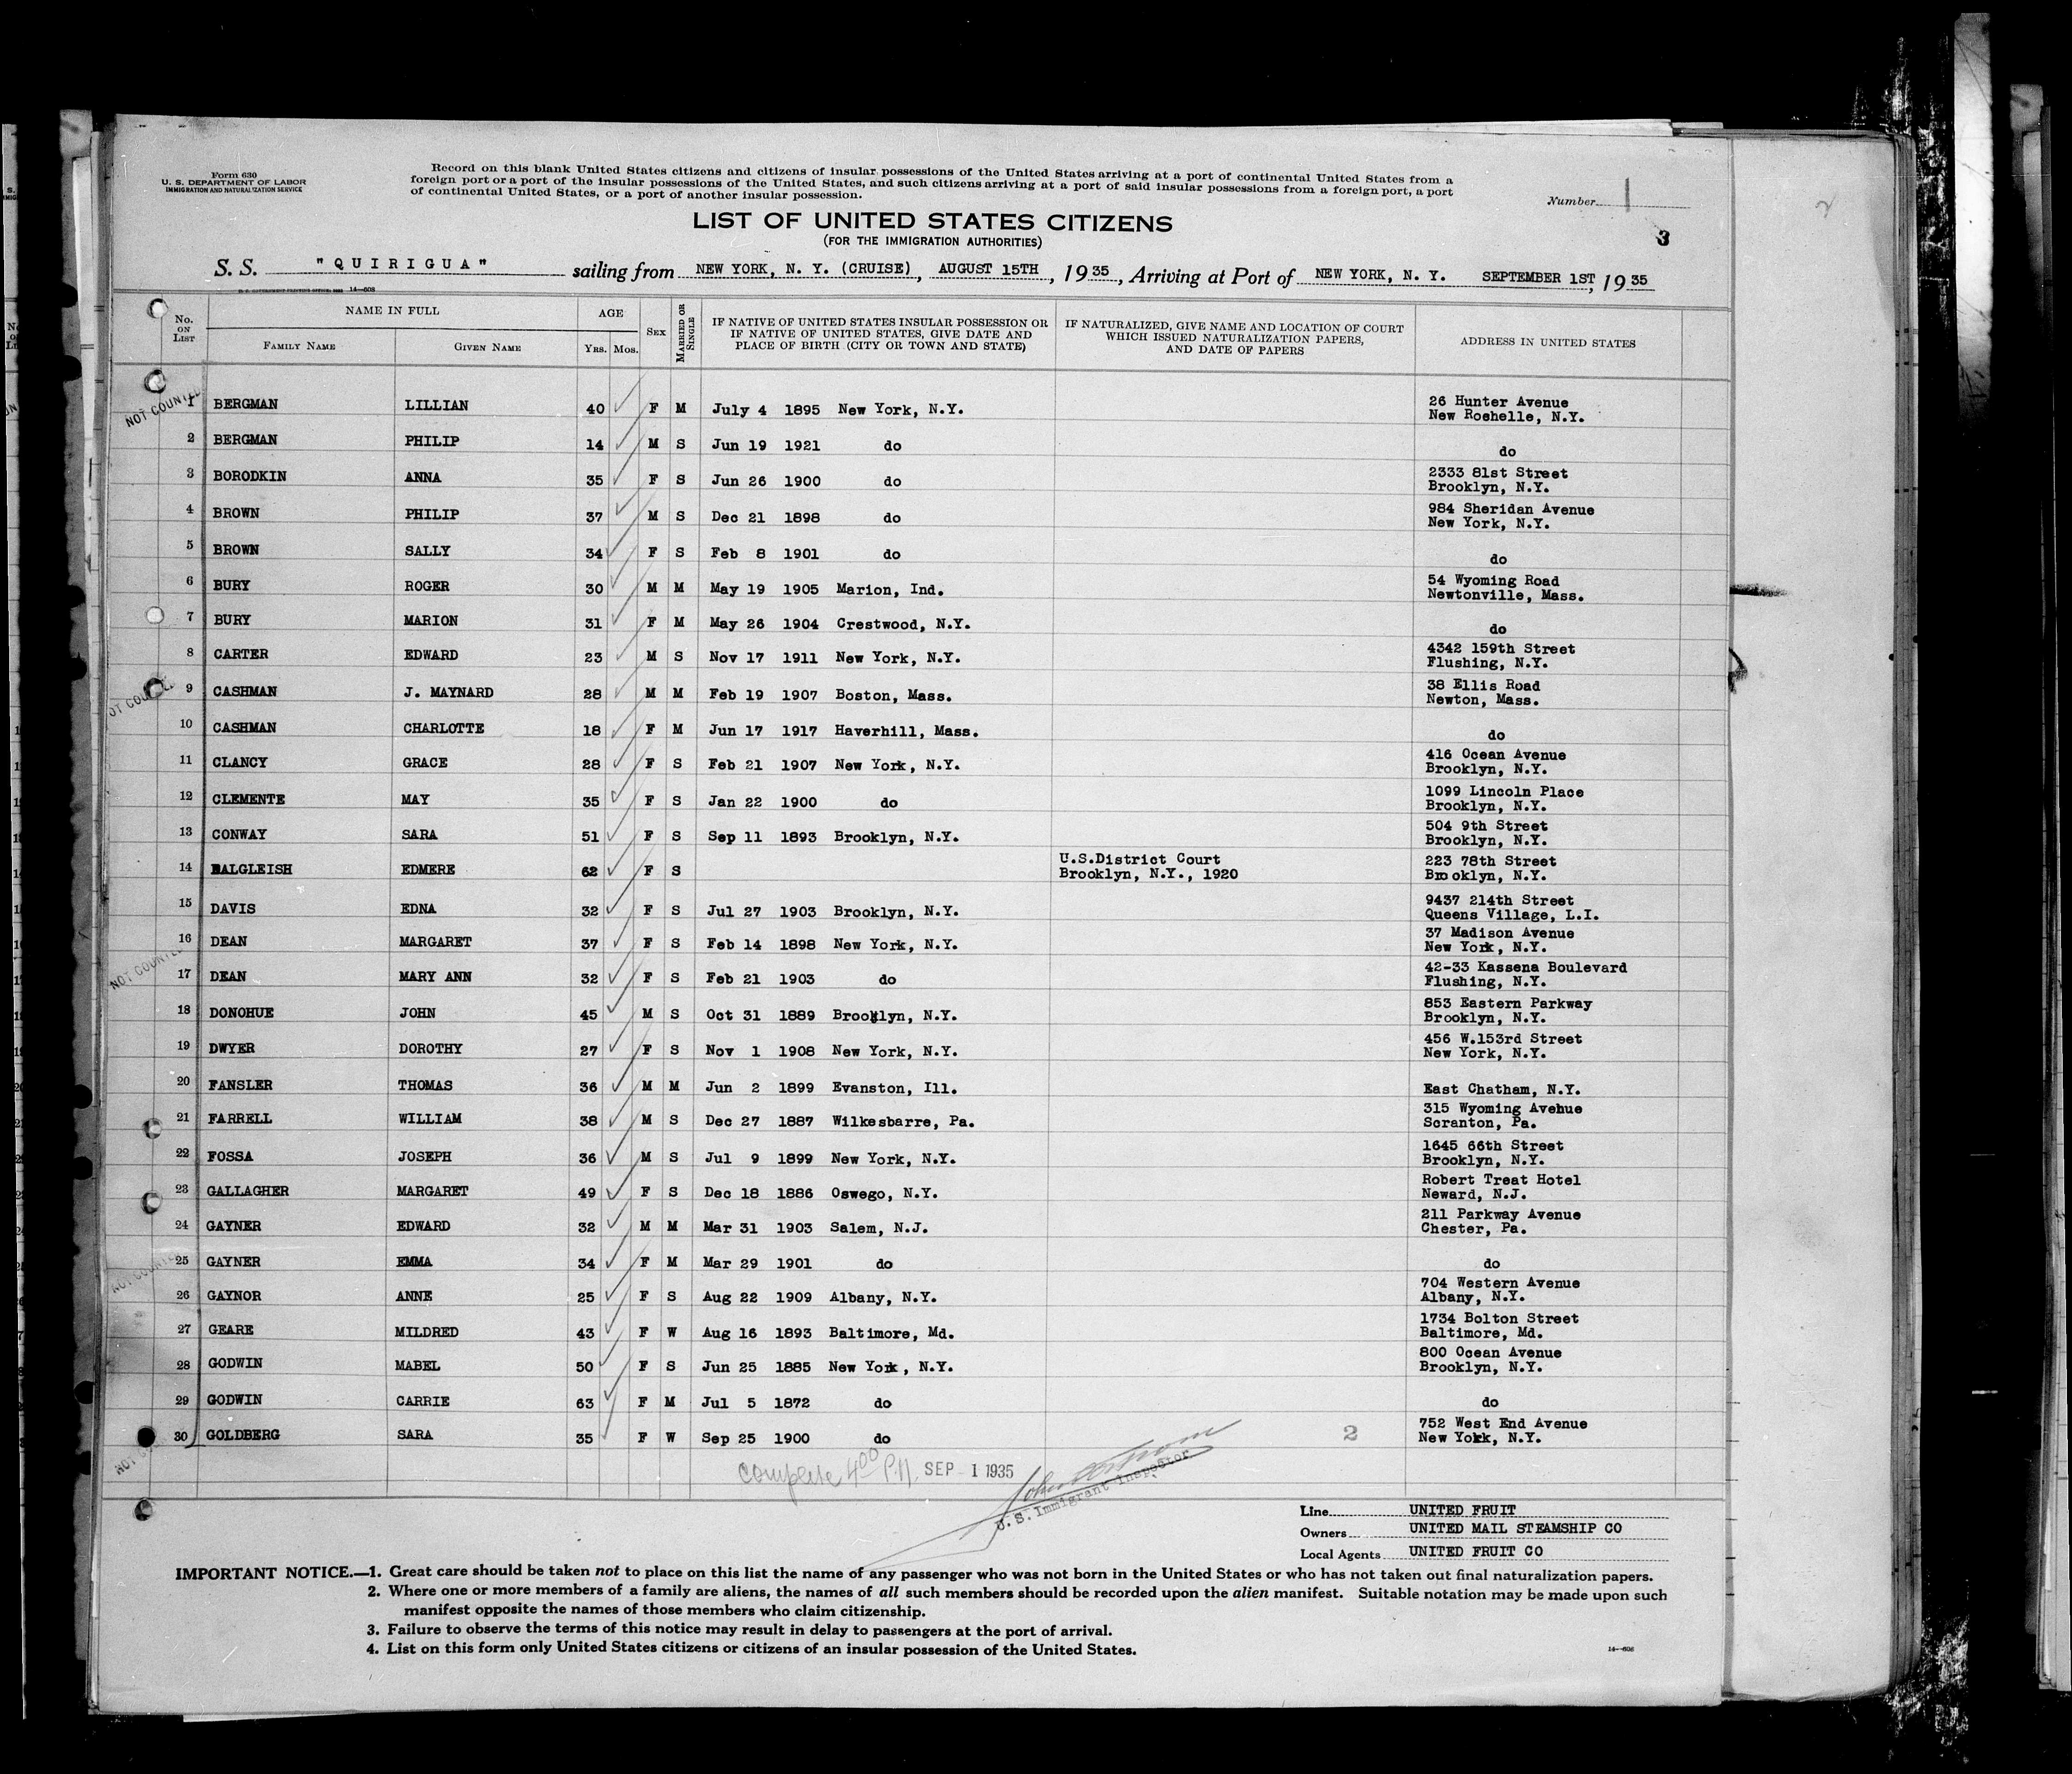 Form 630
U. S. DEPARTMENT OF LABOR
IMMIGRATION AND NATURALIZATION SERVICE
Record on this blank United States citizens and citizens of insular possessions of the United States arriving at a port of continental United States from a
foreign port or a port of the insular possessions of the United States, and such citizens arriving at a port of said insular possessions from a foreign port, a port
of continental United States, or a port of another insular possession.
Number 1
2
LIST OF UNITED STATES CITIZENS
(FOR THE IMMIGRATION AUTHORITIES)
3
S. S. "QUIRIGUA" sailing from NEW YORK, N. Y. (CRUISE), AUGUST 15TH, 1935, Arriving at Port of NEW YORK, N. Y. SEPTEMBER 1ST, 1935
14—608
No. ON LIST NAME IN FULL FAMILY NAME GIVEN NAME AGE YRS. MOS. SEX MARRIED OR SINGLE IF NATIVE OF UNITED STATES INSULAR POSSESSION OR IF NATIVE OF UNITED STATES, GIVE DATE AND PLACE OF BIRTH (CITY OR TOWN AND STATE) IF NATURALIZED, GIVE NAME AND LOCATION OF COURT WHICH ISSUED NATURALIZATION PAPERS, AND DATE OF PAPERS ADDRESS IN UNITED STATES
NOT COUNTED
1 BERGMAN LILLIAN 40 F M July 4 1895 New York, N.Y. 26 Hunter Avenue
New Roehelle, N.Y.
2 BERGMAN PHILIP 14 M S Jun 19 1921 do do
3 BORODKIN ANNA 35 F S Jun 26 1900 do 2333 81st Street
Brooklyn, N.Y.
4 BROWN PHILIP 37 M S Dec 21 1898 do 984 Sheridan Avenue
New York, N.Y.
5 BROWN SALLY 34 F S Feb 8 1901 do do
6 BURY ROGER 30 M M May 19 1905 Marion, Ind. 54 Wyoming Road
Newtonville, Mass.
7 BURY MARION 31 F M May 26 1904 Crestwood, N.Y. do
8 CARTER EDWARD 23 M S Nov 17 1911 New York, N.Y. 4342 159th Street
Flushing, N.Y.
9 CASHMAN J. MAYNARD 28 M M Feb 19 1907 Boston, Mass. 38 Ellis Road
Newton, Mass.
10 CASHMAN CHARLOTTE 18 F M Jun 17 1917 Haverhill, Mass. do
11 CLANCY GRACE 28 F S Feb 21 1907 New York, N.Y. 416 Ocean Avenue
Brooklyn, N.Y.
12 CLEMENTE MAY 35 F S Jan 22 1900 do 1099 Lincoln Place
Brooklyn, N.Y.
13 CONWAY SARA 51 F S Sep 11 1893 Brooklyn, N.Y. 504 9th Street
Brooklyn, N.Y.
14 DALGLEISH EDMERE 62 F S U.S.District Court 223 78th Street
Brooklyn, N.Y., 1920 Brooklyn, N.Y.
15 DAVIS EDNA 32 F S Jul 27 1903 Brooklyn, N.Y. 9437 214th Street
Queens Village, L.I.
16 DEAN MARGARET 37 F S Feb 14 1898 New York, N.Y. 37 Madison Avenue
New York, N.Y.
NOT COUNTED
17 DEAN MARY ANN 32 F S Feb 21 1903 do 42-33 Kassena Boulevard
Flushing, N.Y.
18 DONOHUE JOHN 45 M S Oct 31 1889 Brooklyn, N.Y. 853 Eastern Parkway
Brooklyn, N.Y.
19 DWYER DOROTHY 27 F S Nov 1 1908 New York, N.Y. 456 W.153rd Street
New York, N.Y.
20 FANSLER THOMAS 36 M M Jun 2 1899 Evanston, Ill. East Chatham, N.Y.
21 FARRELL WILLIAM 38 M S Dec 27 1887 Wilkesbarre, Pa. 315 Wyoming Avehue
Scranton, Pa.
22 FOSSA JOSEPH 36 M S Jul 9 1899 New York, N.Y. 1645 66th Street
Brooklyn, N.Y.
23 GALLAGHER MARGARET 49 F S Dec 18 1886 Oswego, N.Y. Robert Treat Hotel
Neward, N.J.
24 GAYNER EDWARD 32 M M Mar 31 1903 Salem, N.J. 211 Parkway Avenue
Chester, Pa.
25 GAYNER EMMA 34 F M Mar 29 1901 do do
26 GAYNOR ANNE 25 F S Aug 22 1909 Albany, N.Y. 704 Western Avenue
Albany, N.Y.
27 GEARE MILDRED 43 F W Aug 16 1893 Baltimore, Md. 1734 Bolton Street
Baltimore, Md.
28 GODWIN MABEL 50 F S Jun 25 1885 New York, N.Y. 800 Ocean Avenue
Brooklyn, N.Y.
29 GODWIN CARRIE 63 F M Jul 5 1872 do do
30 GOLDBERG SARA 35 F W Sep 25 1900 do 2 752 West End Avenue
New York, N.Y.
Complete 4 00 P.M. SEP 1 1935
U. S. Immigrant Inspector
Line UNITED FRUIT
Owners UNITED MAIL STEAMSHIP CO
Local Agents UNITED FRUIT CO
IMPORTANT NOTICE.—1. Great care should be taken not to place on this list the name of any passenger who was not born in the United States or who has not taken out final naturalization papers.
2. Where one or more members of a family are aliens, the names of all such members should be recorded upon the alien manifest. Suitable notation may be made upon such
manifest opposite the names of those members who claim citizenship.
3. Failure to observe the terms of this notice may result in delay to passengers at the port of arrival.
4. List on this form only United States citizens or citizens of an insular possession of the United States.
14—608